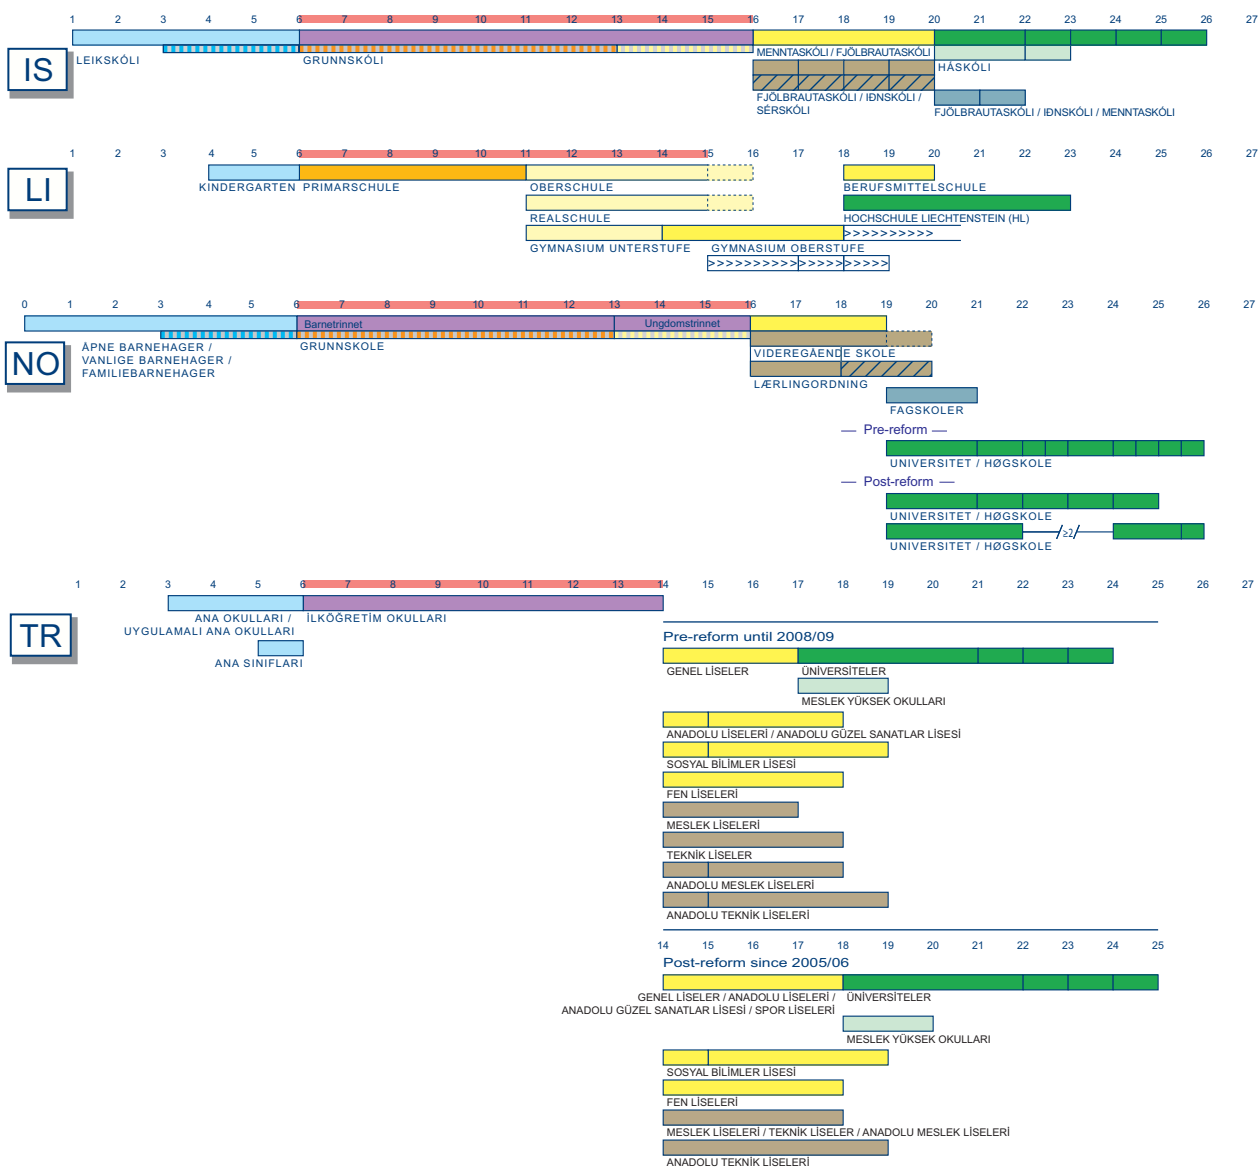 1 2 3 4 5 6 7 8 9 10 11 12 13 14 15 16 17 18 19 20 21 22 23 24 25 26 27
IS
LEIKSKÓLI
GRUNNSKÓLI
MENNTASKÓLI / FJÖLBRAUTASKÓLI
HÁSKÓLI
FJÖLBRAUTASKÓLI / IÐNSKÓLI /
SÉRSKÓLI
FJÖLBRAUTASKÓLI / IÐNSKÓLI / MENNTASKÓLI
1 2 3 4 5 6 7 8 9 10 11 12 13 14 15 16 17 18 19 20 21 22 23 24 25 26 27
LI
KINDERGARTEN
PRIMARSCHULE
OBERSCHULE
BERUFSMITTELSCHULE
REALSCHULE
HOCHSCHULE LIECHTENSTEIN (HL)
>>>>>>>>>>
GYMNASIUM UNTERSTUFE
GYMNASIUM OBERSTUFE
>>>>>>>>>> >>>>> >>>>>
0 1 2 3 4 5 6 7 8 9 10 11 12 13 14 15 16 17 18 19 20 21 22 23 24 25 26 27
NO
Barnetrinnet
Ungdomstrinnet
ÅPNE BARNEHAGER /
VANLIGE BARNEHAGER /
FAMILIEBARNEHAGER
GRUNNSKOLE
VIDEREGÅENDE SKOLE
LÆRLINGORDNING
FAGSKOLER
— Pre-reform —
UNIVERSITET / HØGSKOLE
— Post-reform —
UNIVERSITET / HØGSKOLE
≥2
UNIVERSITET / HØGSKOLE
1 2 3 4 5 6 7 8 9 10 11 12 13 14 15 16 17 18 19 20 21 22 23 24 25 26 27
TR
ANA OKULLARI /
UYGULAMALI ANA OKULLARI
İLKÖĞRETİM OKULLARI
ANA SINIFLARI
Pre-reform until 2008/09
GENEL LİSELER
ÜNİVERSİTELER
MESLEK YÜKSEK OKULLARI
ANADOLU LİSELERİ / ANADOLU GÜZEL SANATLAR LİSESİ
SOSYAL BİLİMLER LİSESİ
FEN LİSELERİ
MESLEK LİSELERİ
TEKNİK LİSELER
ANADOLU MESLEK LİSELERİ
ANADOLU TEKNİK LİSELERİ
14 15 16 17 18 19 20 21 22 23 24 25
Post-reform since 2005/06
GENEL LİSELER / ANADOLU LİSELERİ /
ANADOLU GÜZEL SANATLAR LİSESİ / SPOR LİSELERİ
ÜNİVERSİTELER
MESLEK YÜKSEK OKULLARI
SOSYAL BİLİMLER LİSESİ
FEN LİSELERİ
MESLEK LİSELERİ / TEKNİK LİSELER / ANADOLU MESLEK LİSELERİ
ANADOLU TEKNİK LİSELERİ